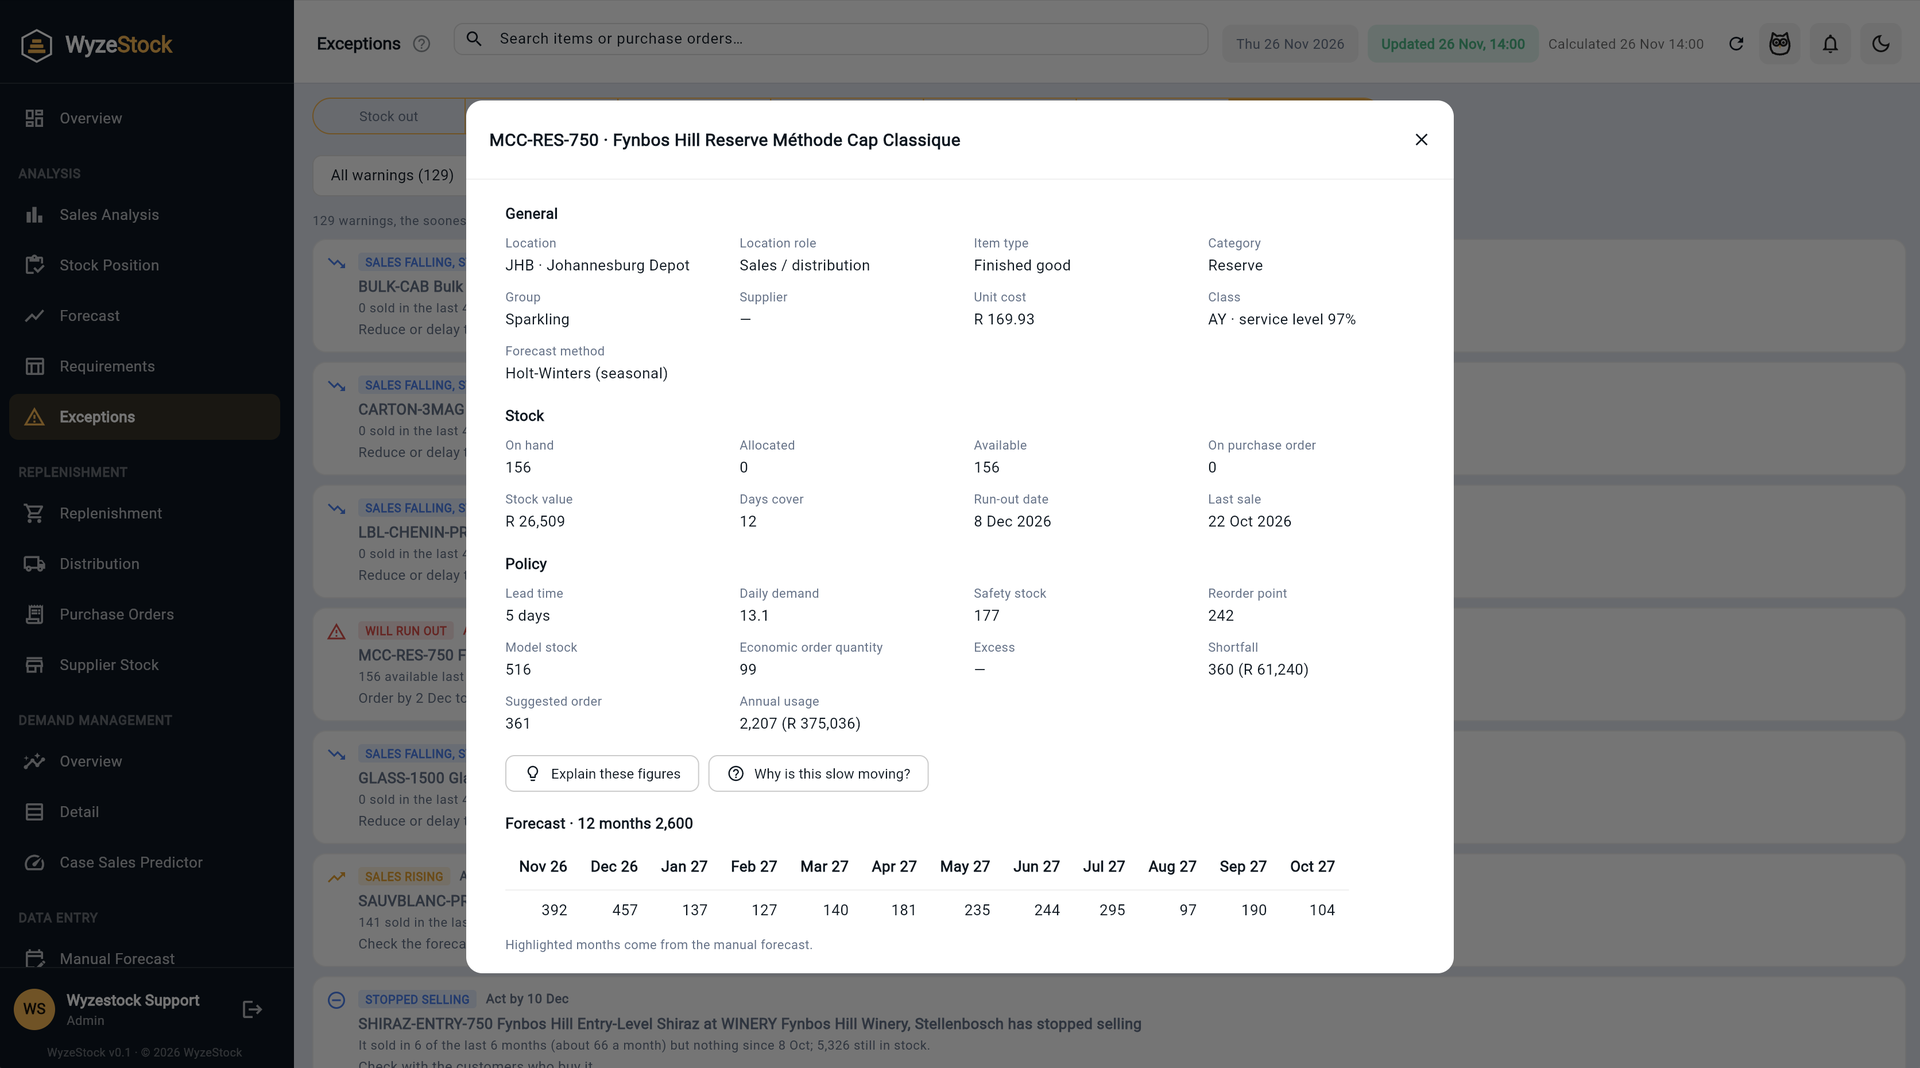 WyzeStock
Overview
ANALYSIS
Sales Analysis
Stock Position
Forecast
Requirements
Exceptions
REPLENISHMENT
Replenishment
Distribution
Purchase Orders
Supplier Stock
DEMAND MANAGEMENT
Overview
Detail
Case Sales Predictor
DATA ENTRY
Manual Forecast
WS
Wyzestock Support
Admin
WyzeStock v0.1 · © 2026 WyzeStock
Exceptions
Search items or purchase orders…
Thu 26 Nov 2026
Updated 26 Nov, 14:00
Calculated 26 Nov 14:00
Stock out
All warnings (129)
129 warnings, the soones
SALES FALLING, S
BULK-CAB Bulk
0 sold in the last 4
Reduce or delay t
SALES FALLING, S
CARTON-3MAG
0 sold in the last 4
Reduce or delay t
SALES FALLING, S
LBL-CHENIN-PR
0 sold in the last 4
Reduce or delay t
WILL RUN OUT
MCC-RES-750 F
156 available last
Order by 2 Dec to
SALES FALLING, S
GLASS-1500 Gla
0 sold in the last 4
Reduce or delay t
SALES RISING
SAUVBLANC-PR
141 sold in the las
Check the foreca
STOPPED SELLING Act by 10 Dec
SHIRAZ-ENTRY-750 Fynbos Hill Entry-Level Shiraz at WINERY Fynbos Hill Winery, Stellenbosch has stopped selling
It sold in 6 of the last 6 months (about 66 a month) but nothing since 8 Oct; 5,326 still in stock.
Check with the customers who buy it
MCC-RES-750 · Fynbos Hill Reserve Méthode Cap Classique
General
Location Location role Item type Category
JHB · Johannesburg Depot Sales / distribution Finished good Reserve
Group Supplier Unit cost Class
Sparkling — R 169.93 AY · service level 97%
Forecast method
Holt-Winters (seasonal)
Stock
On hand Allocated Available On purchase order
156 0 156 0
Stock value Days cover Run-out date Last sale
R 26,509 12 8 Dec 2026 22 Oct 2026
Policy
Lead time Daily demand Safety stock Reorder point
5 days 13.1 177 242
Model stock Economic order quantity Excess Shortfall
516 99 — 360 (R 61,240)
Suggested order Annual usage
361 2,207 (R 375,036)
Explain these figures Why is this slow moving?
Forecast · 12 months 2,600
Nov 26 Dec 26 Jan 27 Feb 27 Mar 27 Apr 27 May 27 Jun 27 Jul 27 Aug 27 Sep 27 Oct 27
392 457 137 127 140 181 235 244 295 97 190 104
Highlighted months come from the manual forecast.